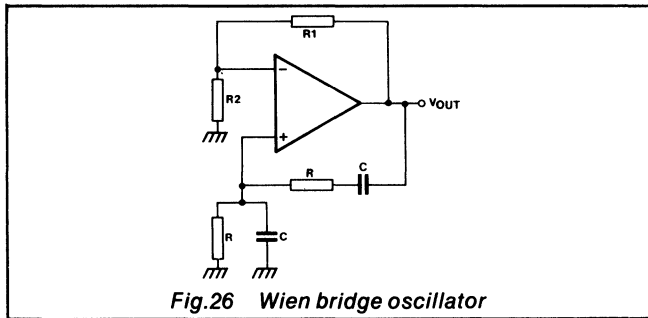 R1
−
R2
VOUT
+
R
C
R
C
Fig.26 Wien bridge oscillator